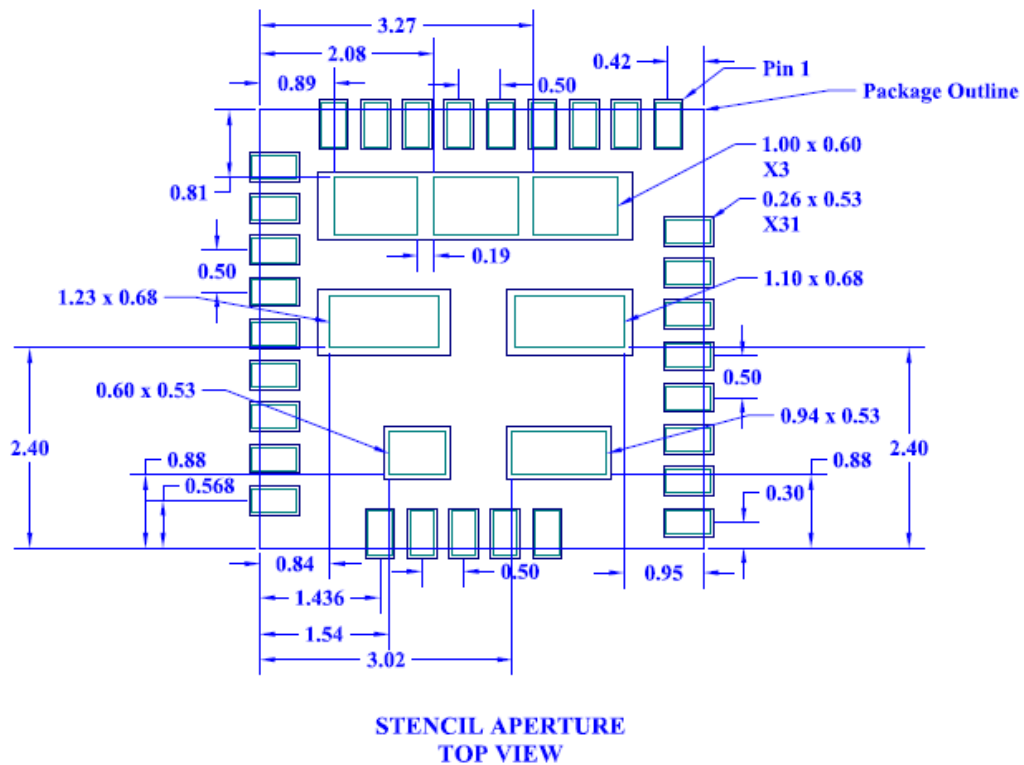 3.27
2.08
0.89
0.50
0.42
Pin 1
Package Outline
1.00 x 0.60
X3
0.81
0.26 x 0.53
X31
0.19
0.50
1.10 x 0.68
1.23 x 0.68
0.50
0.60 x 0.53
0.94 x 0.53
2.40
0.88
0.88
2.40
0.568
0.30
0.84
0.50
0.95
1.436
1.54
3.02
STENCIL APERTURE
TOP VIEW